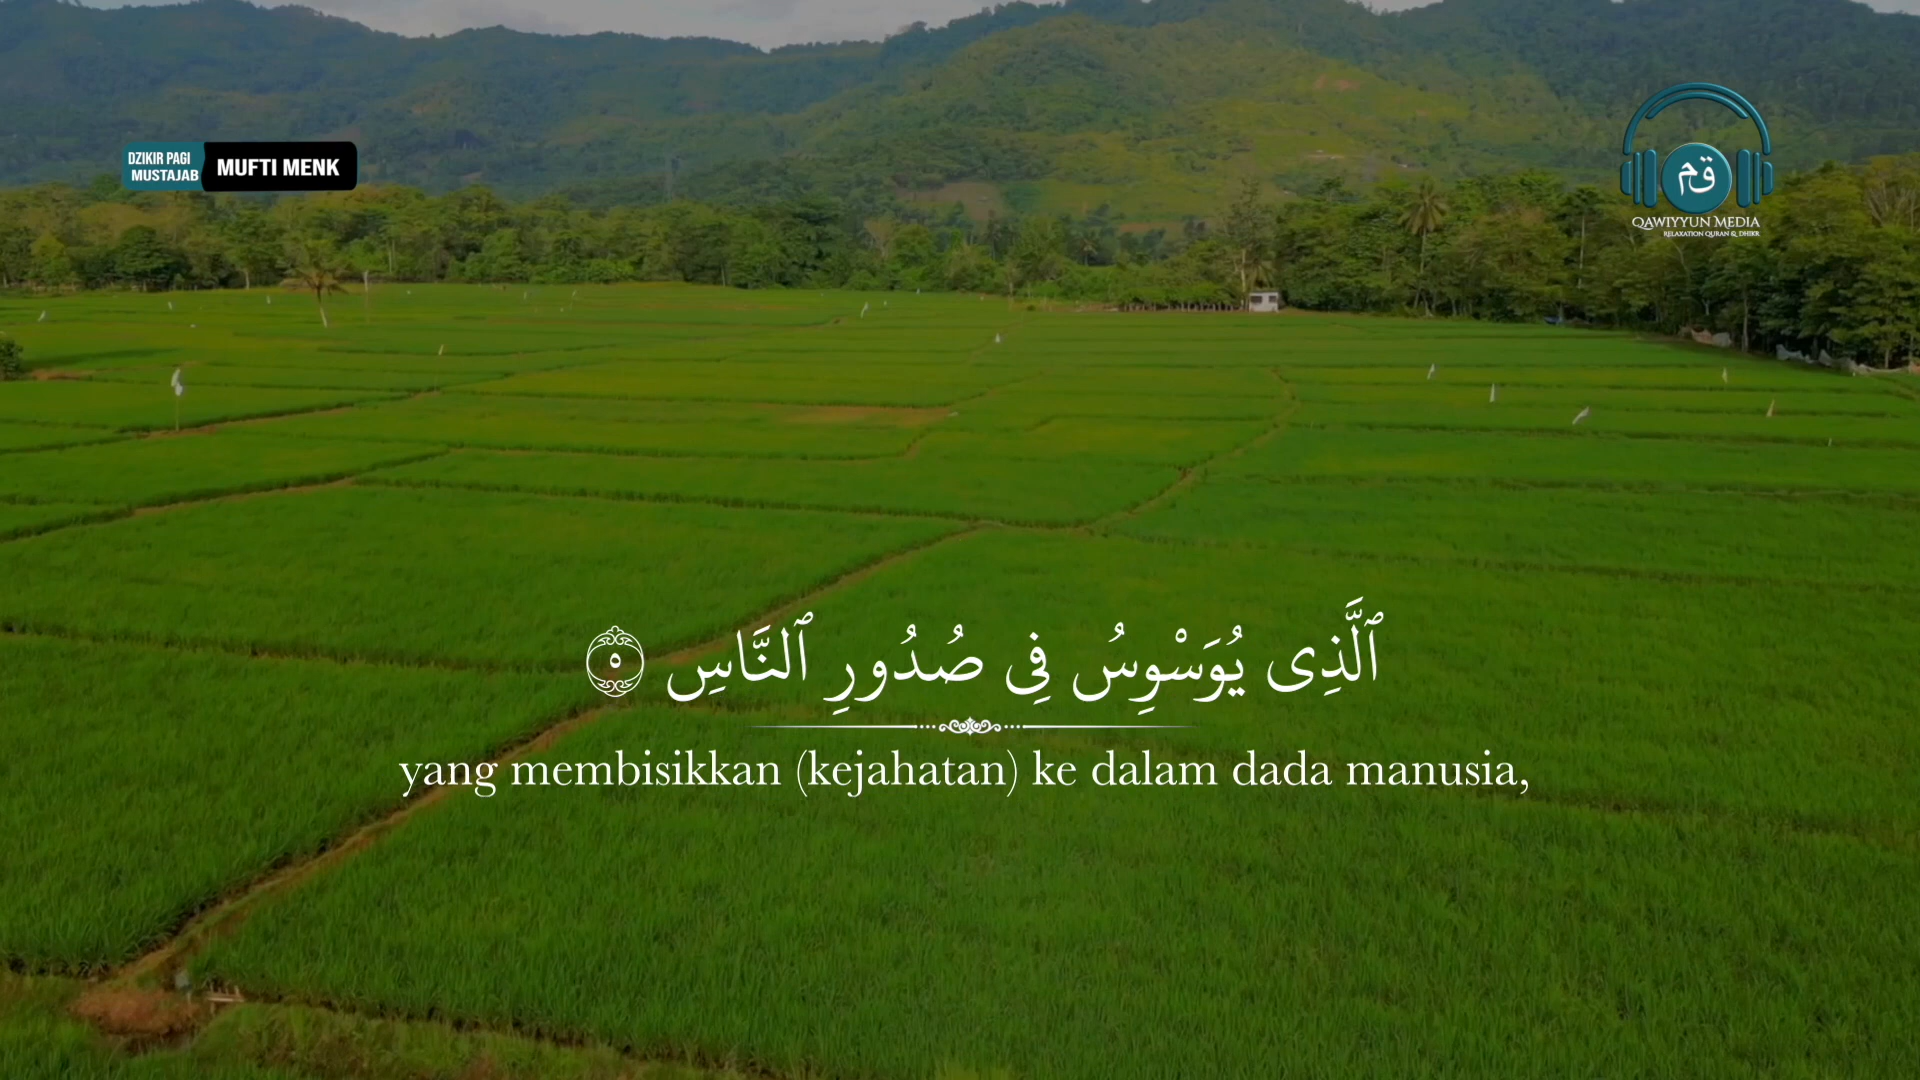 DZIKIR PAGI
MUSTAJAB
MUFTI MENK
قم
QAWIYYUN MEDIA
RELAXATION QURAN & DHIKR
ٱلَّذِى يُوَسْوِسُ فِى صُدُورِ ٱلنَّاسِ ٥
yang membisikkan (kejahatan) ke dalam dada manusia,